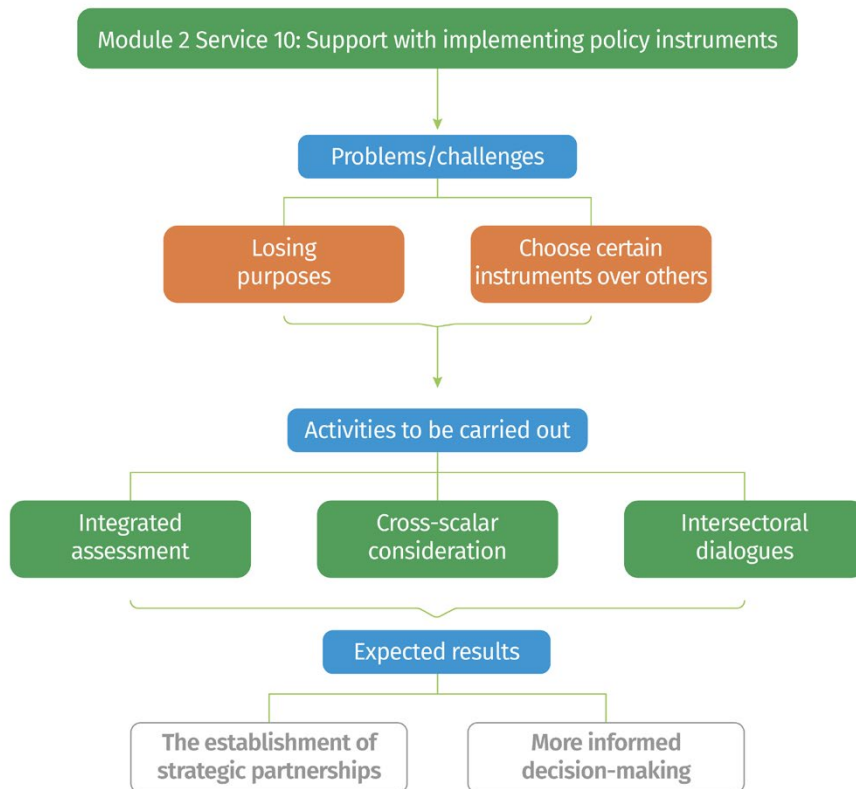 Module 2 Service 10: Support with implementing policy instruments
Problems/challenges
Losing
purposes
Choose certain
instruments over others
Activities to be carried out
Integrated
assessment
Cross-scalar
consideration
Intersectoral
dialogues
Expected results
The establishment of
strategic partnerships
More informed
decision-making